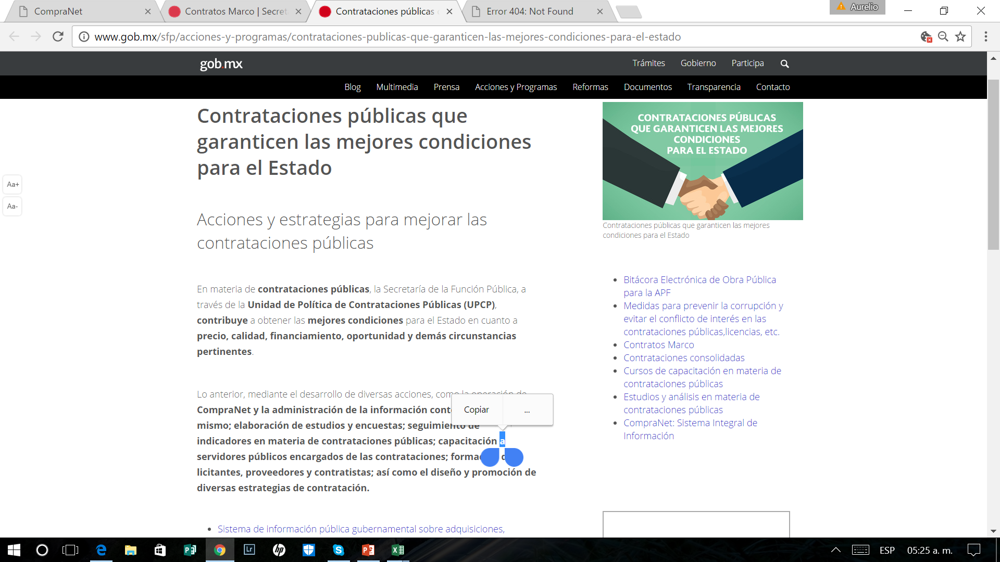 CompraNet
Contratos Marco | Secret
Contrataciones públicas
Error 404: Not Found
Aurelio
www.gob.mx/sfp/acciones-y-programas/contrataciones-publicas-que-garanticen-las-mejores-condiciones-para-el-estado
gob.mx
Trámites Gobierno Participa
Blog Multimedia Prensa Acciones y Programas Reformas Documentos Transparencia Contacto
Aa+
Aa-
Contrataciones públicas que
garanticen las mejores condiciones
para el Estado
Acciones y estrategias para mejorar las
contrataciones públicas
En materia de contrataciones públicas, la Secretaría de la Función Pública, a
través de la Unidad de Política de Contrataciones Públicas (UPCP),
contribuye a obtener las mejores condiciones para el Estado en cuanto a
precio, calidad, financiamiento, oportunidad y demás circunstancias
pertinentes.
Lo anterior, mediante el desarrollo de diversas acciones, como la operación de
CompraNet y la administración de la información cont
mismo; elaboración de estudios y encuestas; seguimiento de
indicadores en materia de contrataciones públicas; capacitación a
servidores públicos encargados de las contrataciones; forma
licitantes, proveedores y contratistas; así como el diseño y promoción de
diversas estrategias de contratación.
Copiar ...
Sistema de información pública gubernamental sobre adquisiciones,
CONTRATACIONES PÚBLICAS
QUE GARANTICEN LAS MEJORES
CONDICIONES
PARA EL ESTADO
Contrataciones públicas que garanticen las mejores
condiciones para el Estado
Bitácora Electrónica de Obra Pública
para la APF
Medidas para prevenir la corrupción y
evitar el conflicto de interés en las
contrataciones públicas,licencias, etc.
Contratos Marco
Contrataciones consolidadas
Cursos de capacitación en materia de
contrataciones públicas
Estudios y análisis en materia de
contrataciones públicas
CompraNet: Sistema Integral de
Información
Lr
hp
ESP
05:25 a. m.